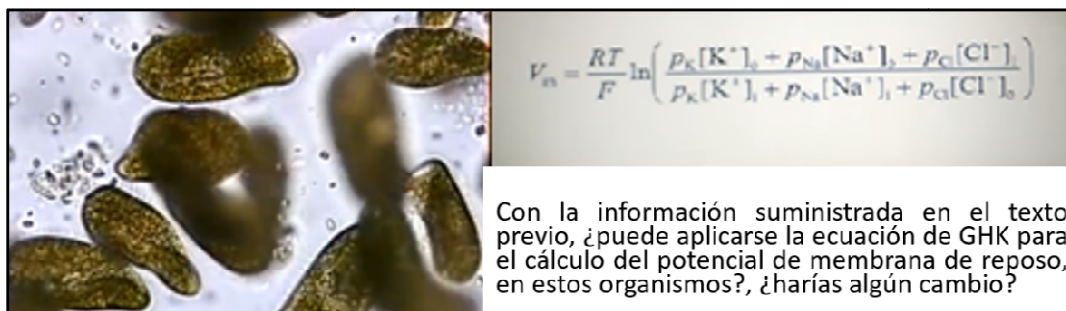 V_m = RT/F ln( (p_K[K⁺]_o + p_Na[Na⁺]_o + p_Cl[Cl⁻]_i) / (p_K[K⁺]_i + p_Na[Na⁺]_i + p_Cl[Cl⁻]_o) )
Con la información suministrada en el texto
previo, ¿puede aplicarse la ecuación de GHK para
el cálculo del potencial de membrana de reposo,
en estos organismos?, ¿harías algún cambio?